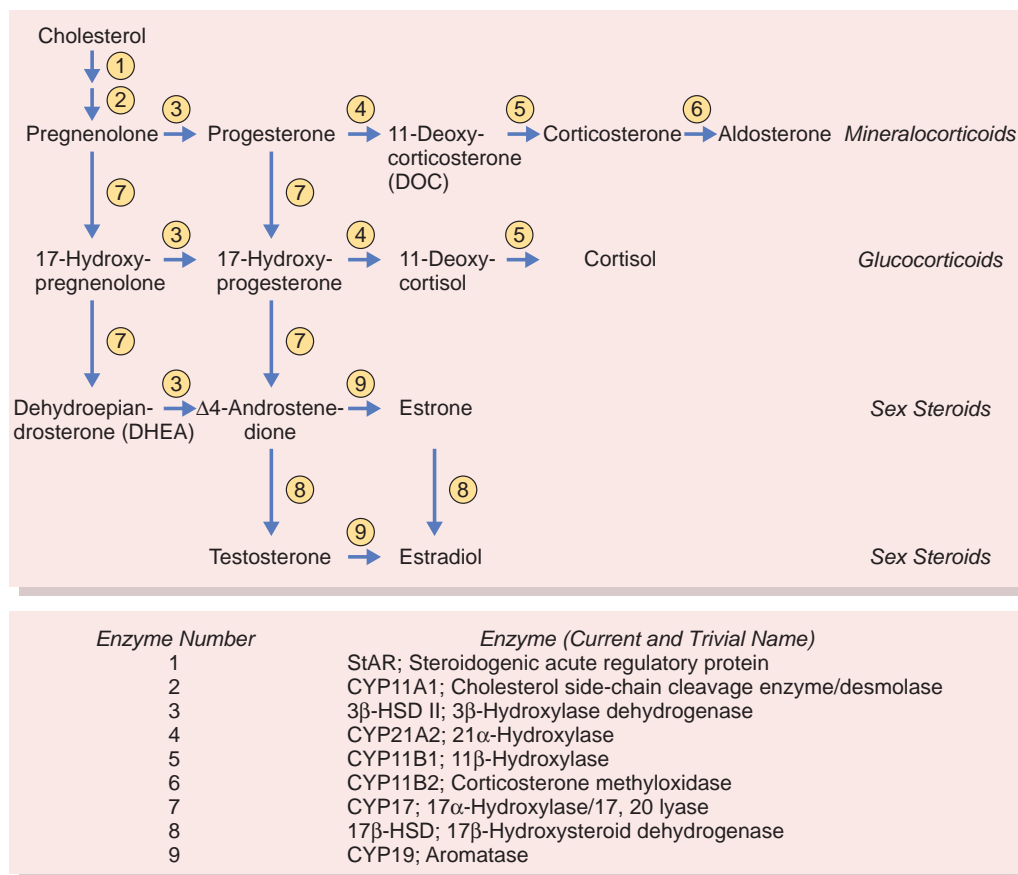 Cholesterol
1
2
3
4
5
6
Pregnenolone
Progesterone
11-Deoxy-
corticosterone
(DOC)
Corticosterone
Aldosterone
Mineralocorticoids
7
7
3
4
5
17-Hydroxy-
pregnenolone
17-Hydroxy-
progesterone
11-Deoxy-
cortisol
Cortisol
Glucocorticoids
7
7
3
9
Dehydroepian-
drosterone (DHEA)
Δ4-Androstene-
dione
Estrone
Sex Steroids
8
8
9
Testosterone
Estradiol
Sex Steroids
Enzyme Number Enzyme (Current and Trivial Name)
1 StAR; Steroidogenic acute regulatory protein
2 CYP11A1; Cholesterol side-chain cleavage enzyme/desmolase
3 3β-HSD II; 3β-Hydroxylase dehydrogenase
4 CYP21A2; 21α-Hydroxylase
5 CYP11B1; 11β-Hydroxylase
6 CYP11B2; Corticosterone methyloxidase
7 CYP17; 17α-Hydroxylase/17, 20 lyase
8 17β-HSD; 17β-Hydroxysteroid dehydrogenase
9 CYP19; Aromatase